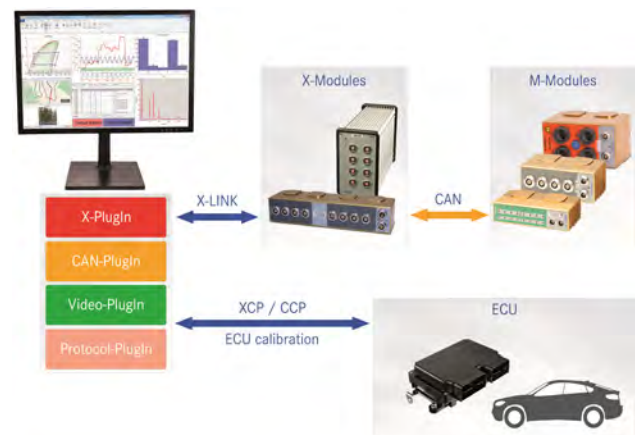 X-Modules
M-Modules
X-PlugIn
X-LINK
CAN
CAN-PlugIn
Video-PlugIn
XCP / CCP
ECU
ECU calibration
Protocol-PlugIn